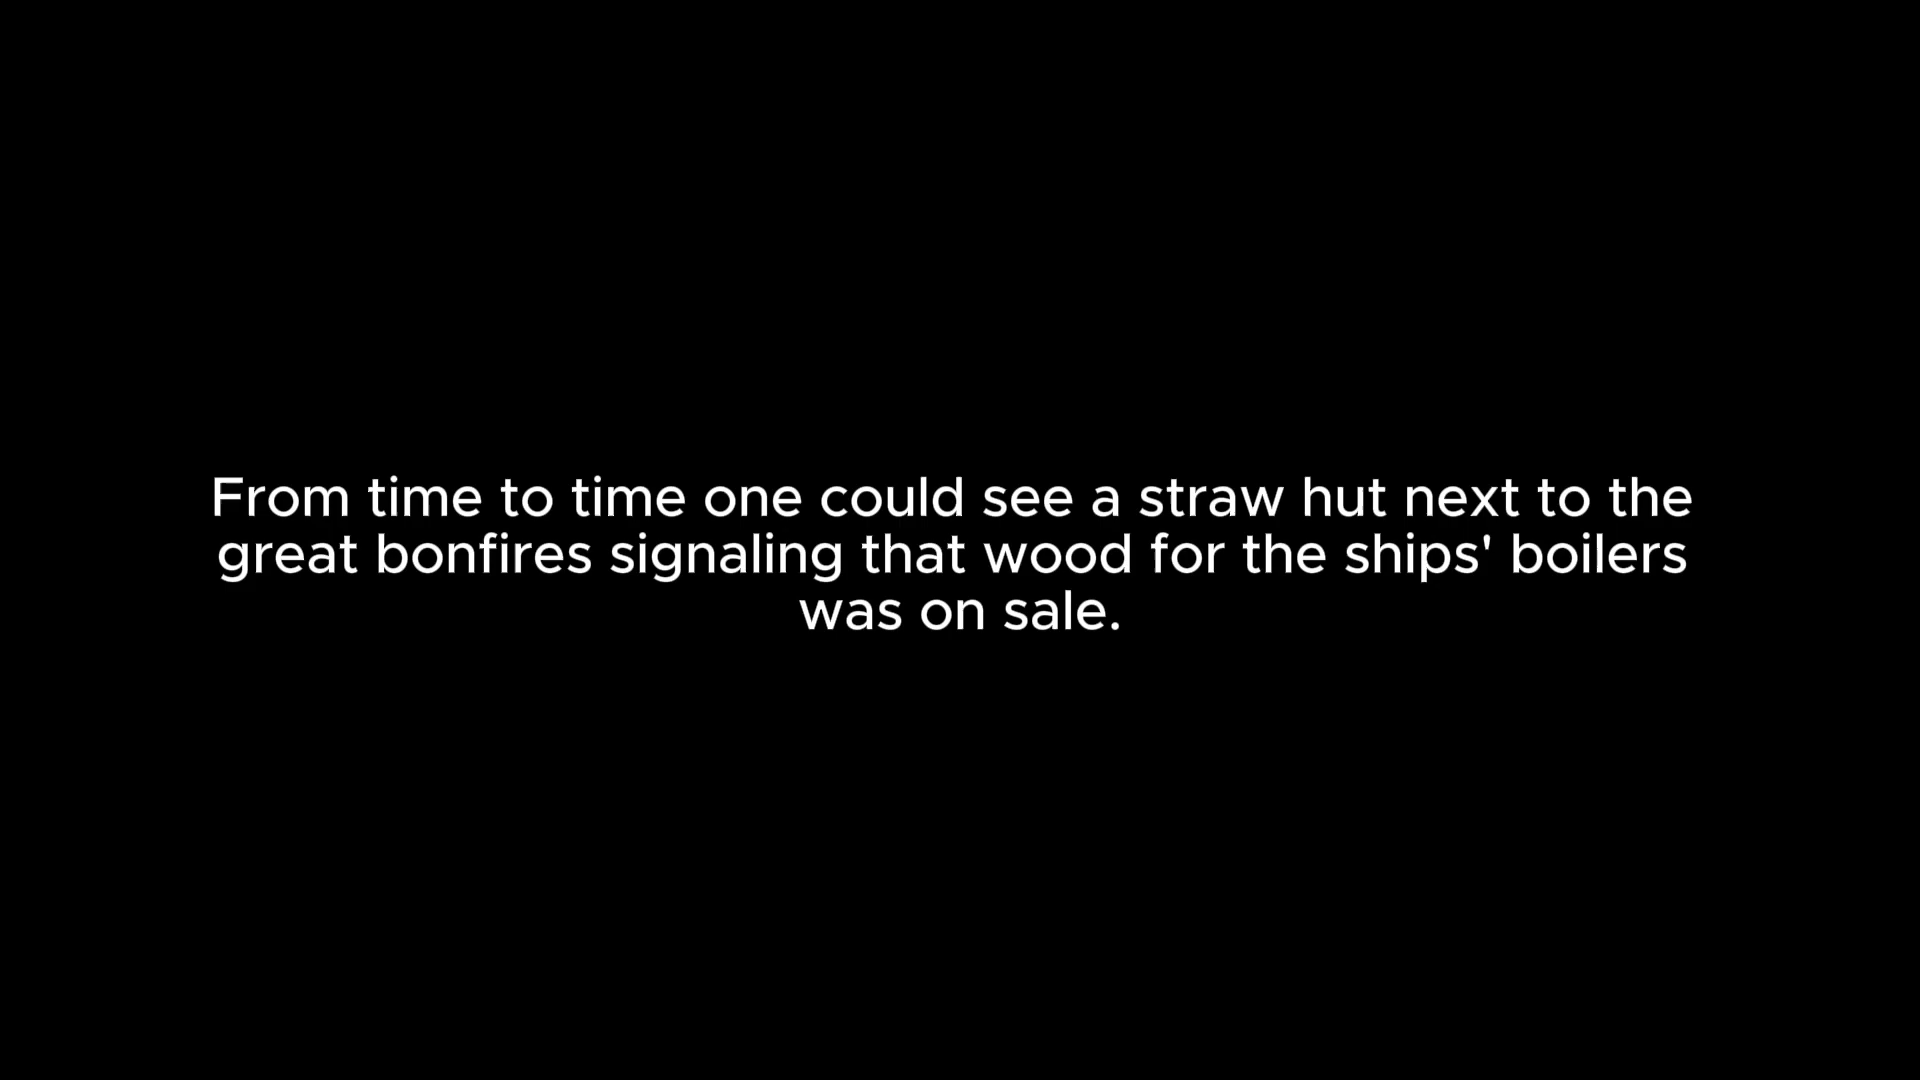 From time to time one could see a straw hut next to the
great bonfires signaling that wood for the ships' boilers
was on sale.